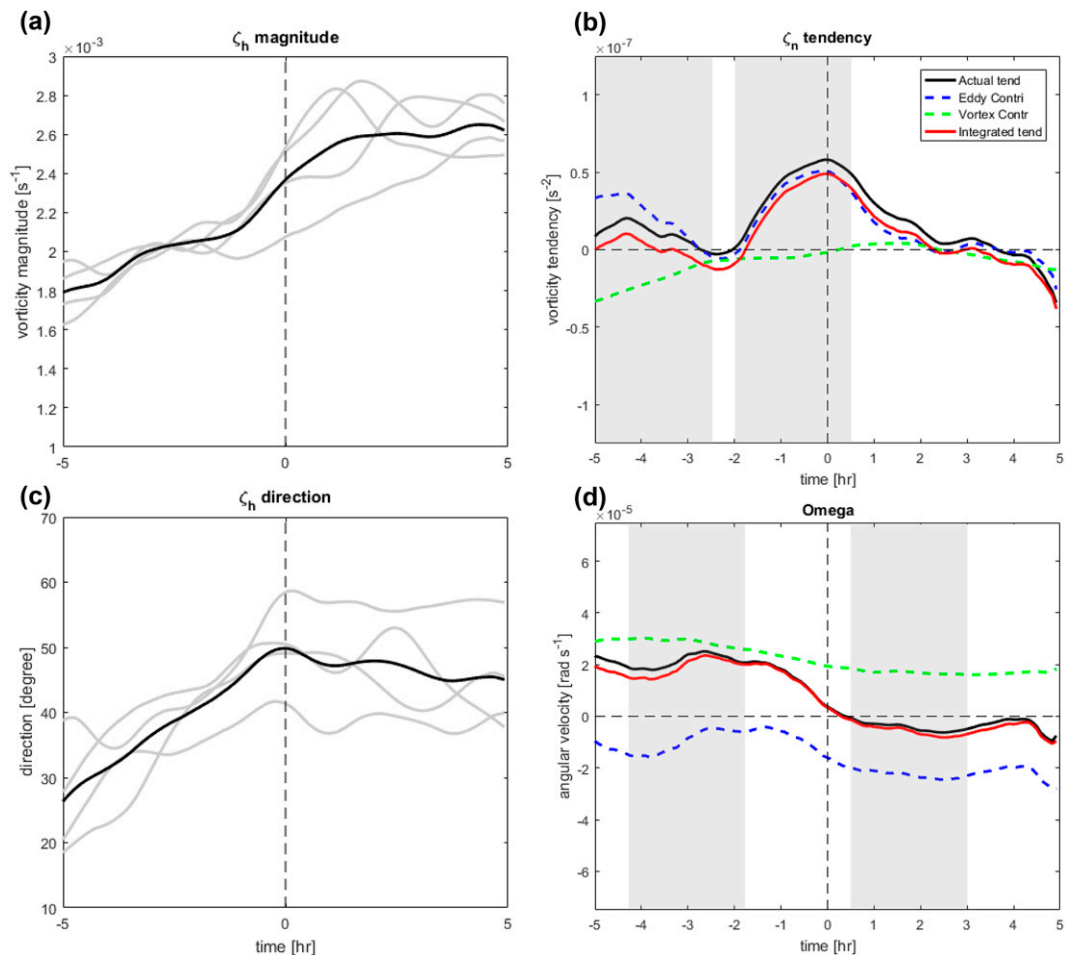 (a)
ζh magnitude
×10⁻³
3
2.8
2.6
2.4
2.2
2
1.8
1.6
1.4
1.2
1
vorticity magnitude [s⁻¹]
-5
0
5
(b)
ζn tendency
×10⁻⁷
1
0.5
0
-0.5
-1
vorticity tendency [s⁻²]
Actual tend
Eddy Contri
Vortex Contr
Integrated tend
-5 -4 -3 -2 -1 0 1 2 3 4 5
time [hr]
(c)
ζh direction
70
60
50
40
30
20
10
direction [degree]
-5 0 5
time [hr]
(d)
Omega
×10⁻⁵
6
4
2
0
-2
-4
-6
angular velocity [rad s⁻¹]
-5 -4 -3 -2 -1 0 1 2 3 4 5
time [hr]